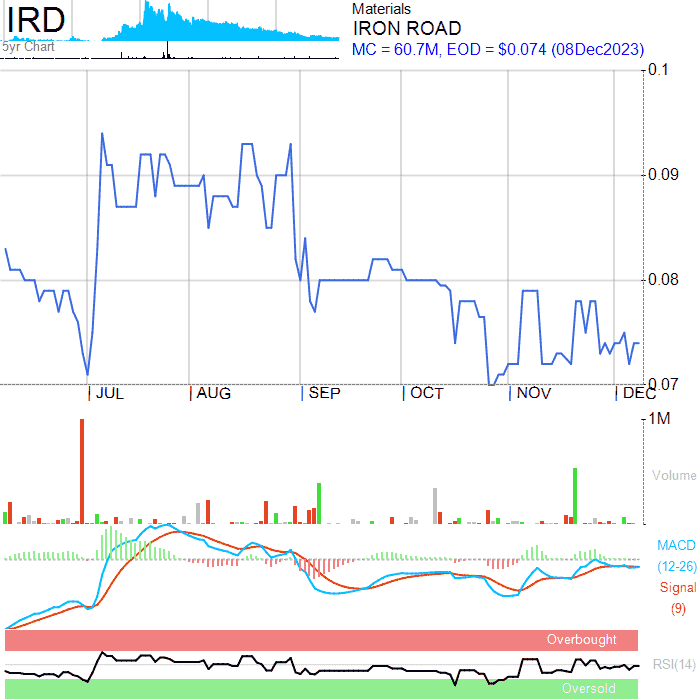 IRD
5yr Chart
Materials
IRON ROAD
MC = 60.7M, EOD = $0.074 (08Dec2023)
0.1
0.09
0.08
0.07
JUL AUG SEP OCT NOV DEC
1M
Volume
MACD
(12-26)
Signal
(9)
Overbought
RSI(14)
Oversold